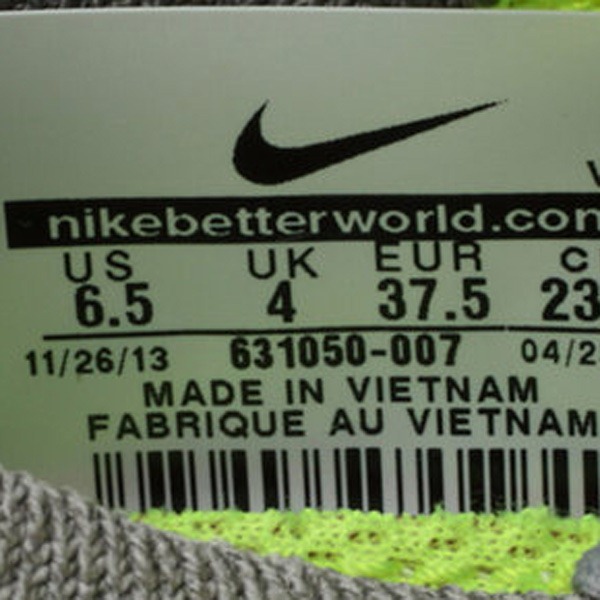 nikebetterworld.com
US UK EUR C
6.5 4 37.5 23
11/26/13 631050-007 04/2
MADE IN VIETNAM
FABRIQUE AU VIETNAM